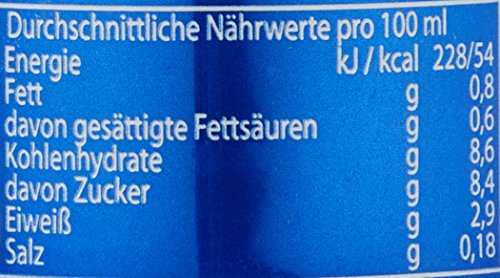 Durchschnittliche Nährwerte pro 100 ml
Energie kJ / kcal 228/54
Fett g 0,8
davon gesättigte Fettsäuren g 0,6
Kohlenhydrate g 8,6
davon Zucker g 8,4
Eiweiß g 2,9
Salz g 0,18